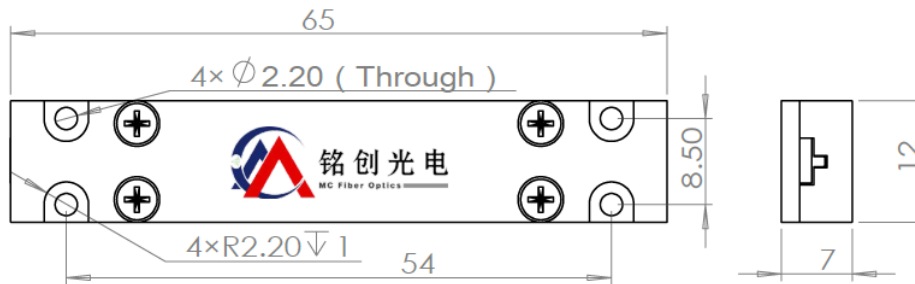 65
4× ∅2.20 ( Through )
铭创光电
MC Fiber Optics
8.50
12
4×R2.20↧1
54
7